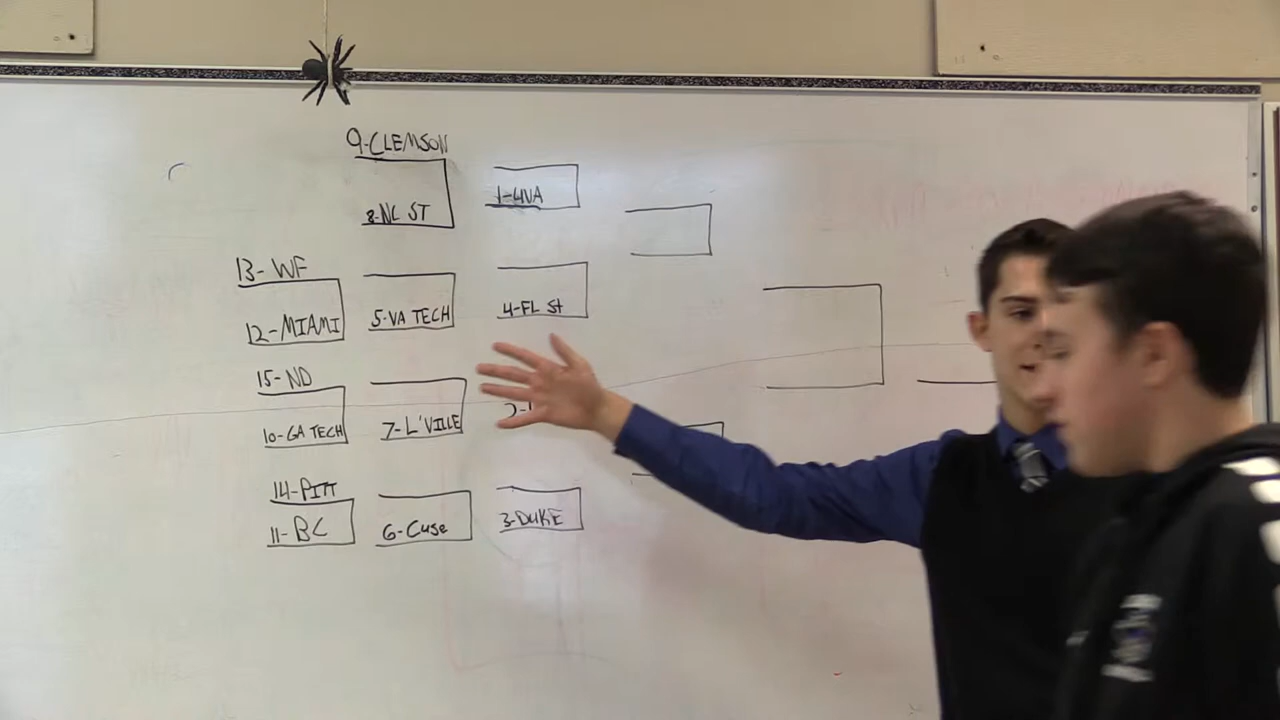 9-CLEMSON
8-NC ST
1-UVA
13-WF
12-MIAMI
5-VA TECH
4-FL St
15-ND
10-GA TECH
7-L'VILLE
2-
14-PITT
11-BC
6-Cuse
3-DUKE